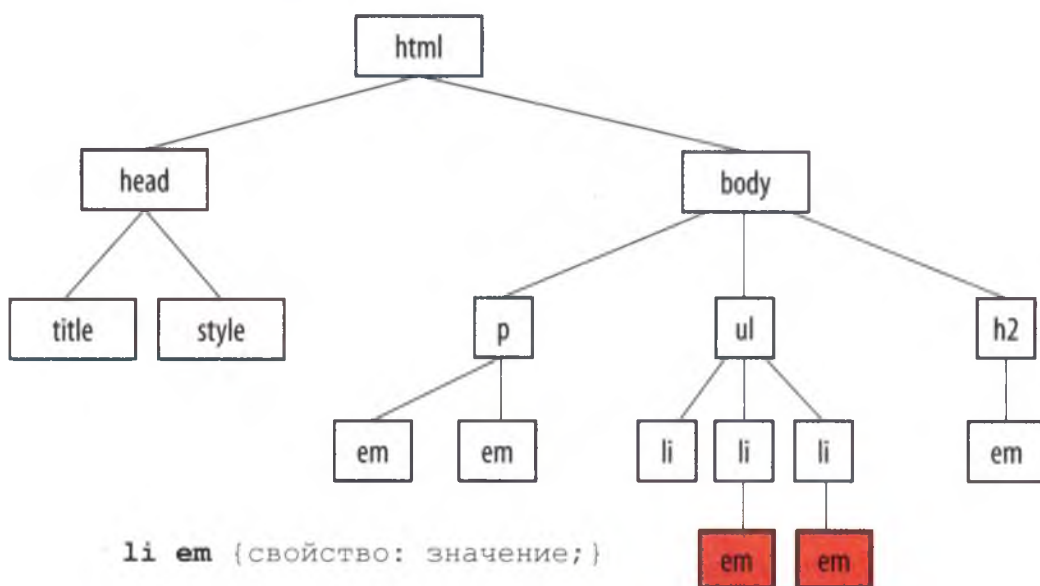 html
head body
title style p ul h2
em em li li li em
li em {свойство: значение;} em em